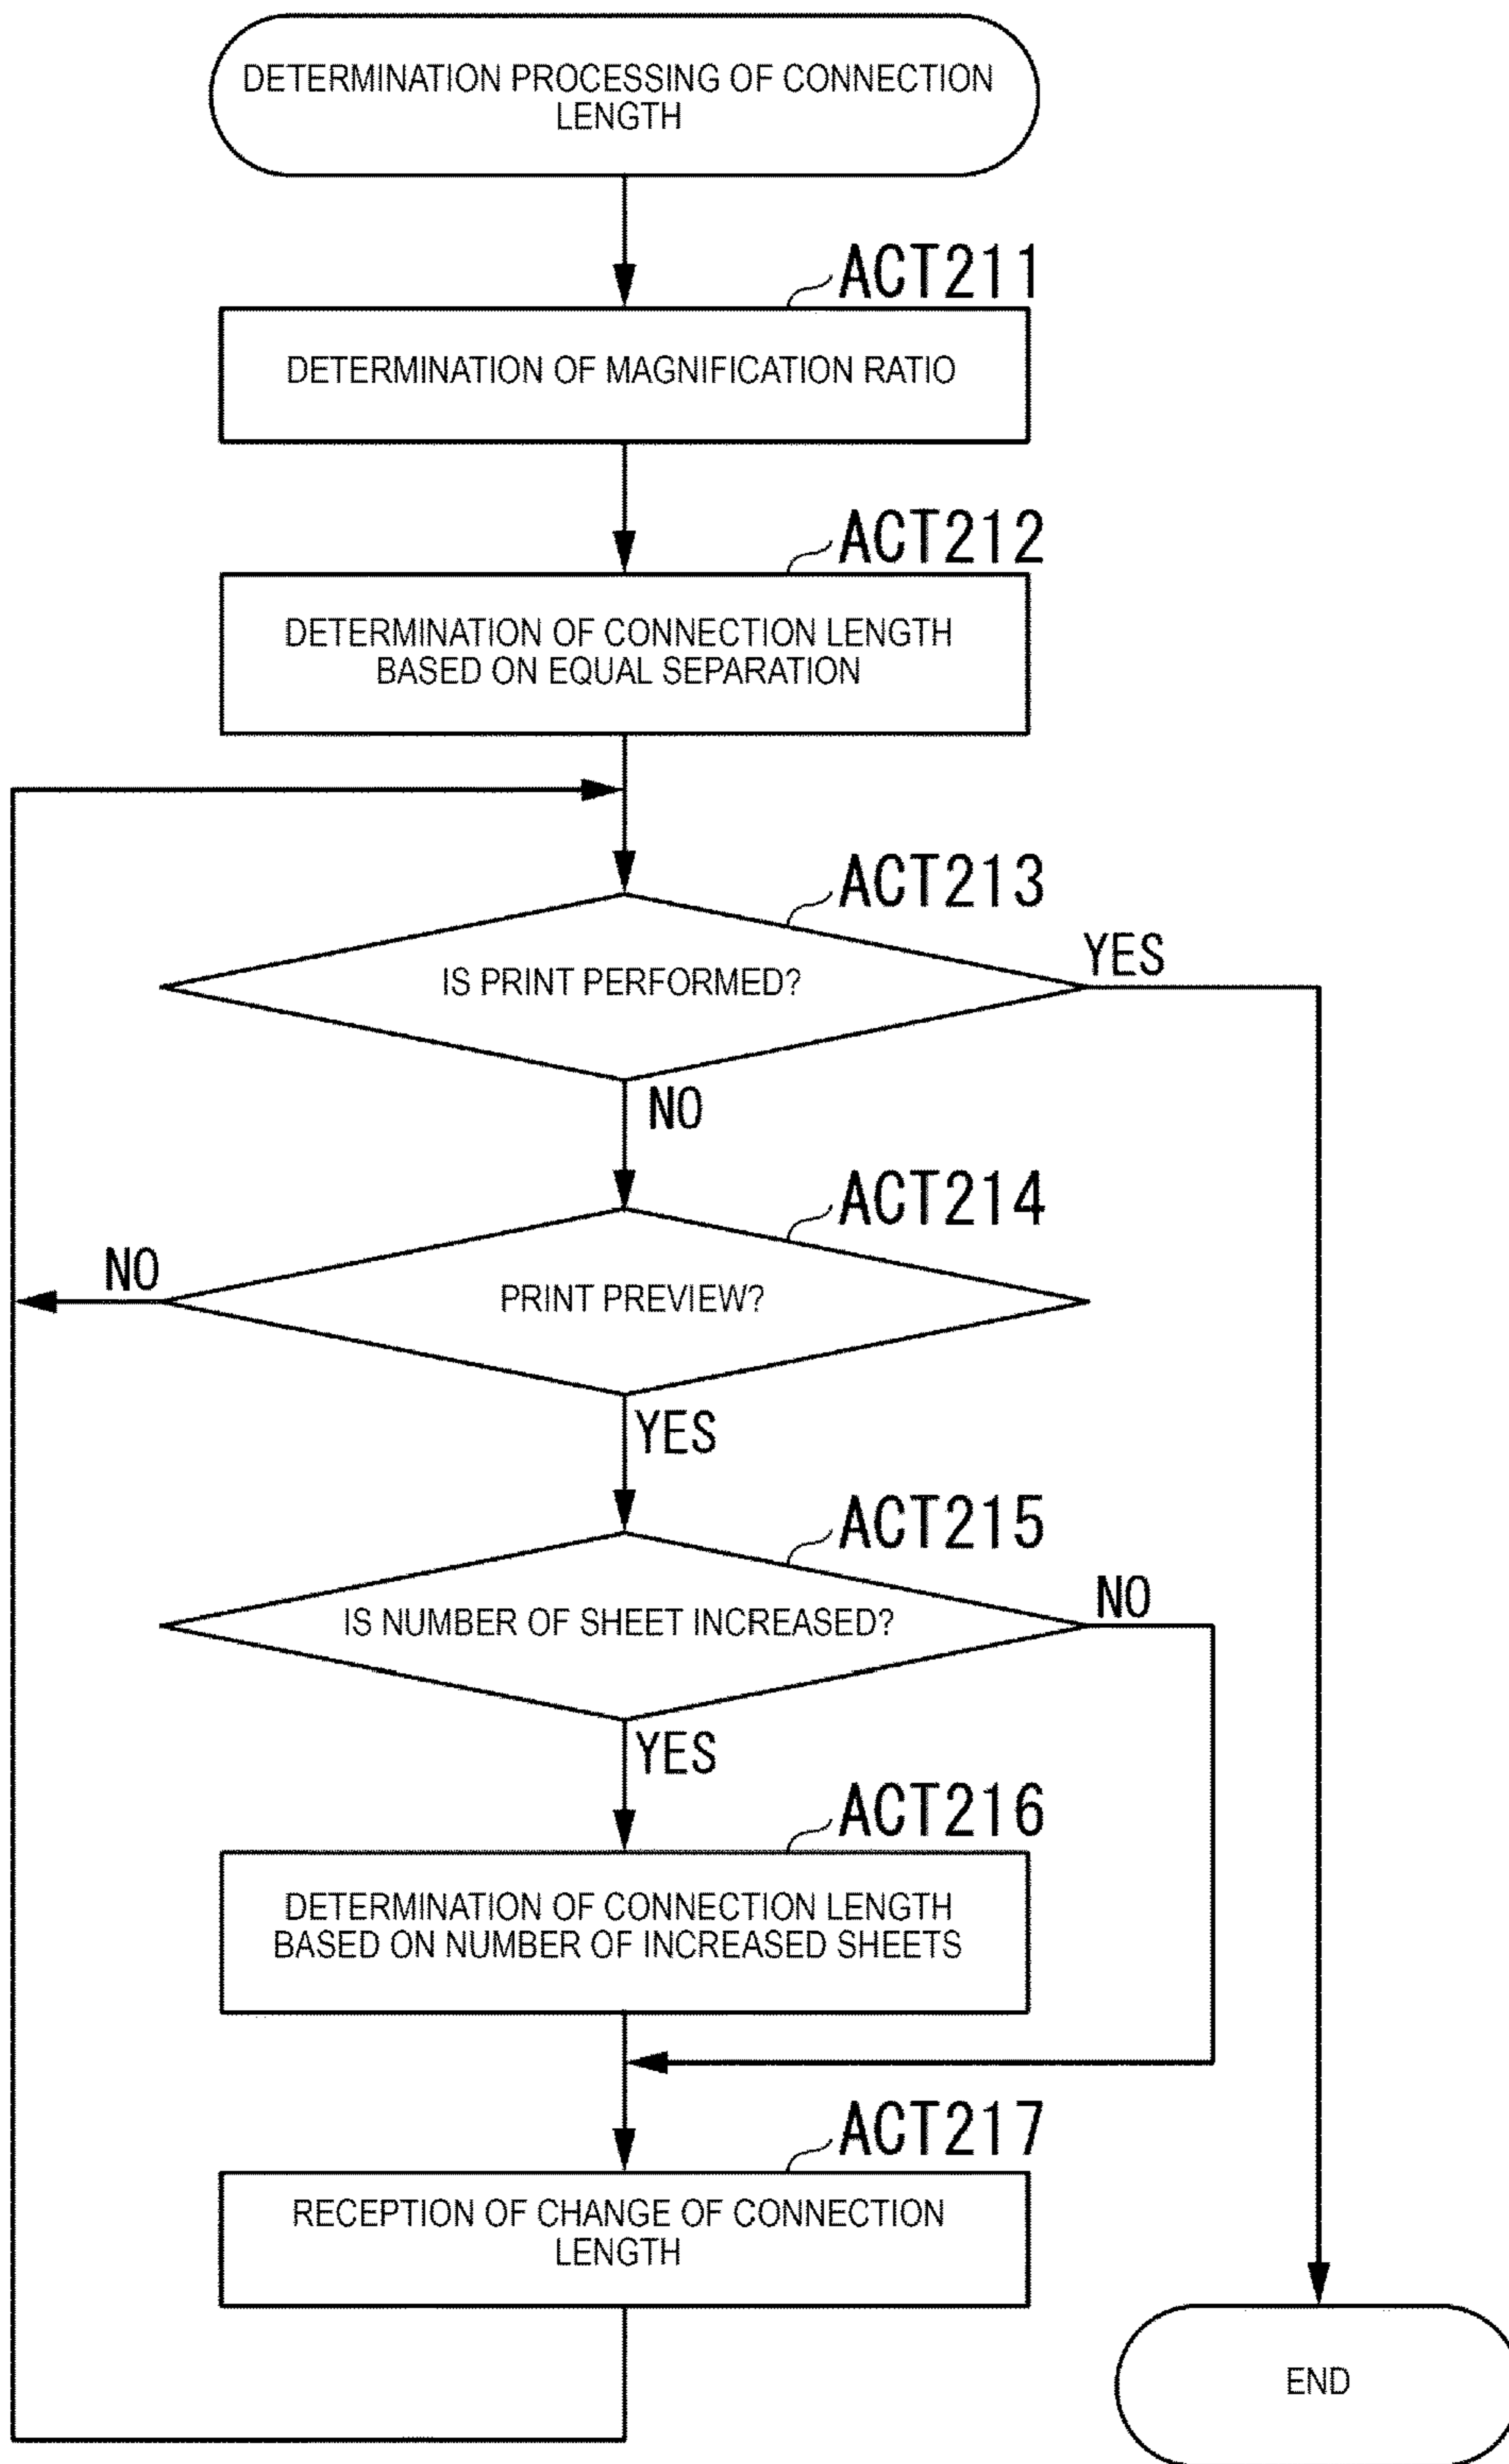 DETERMINATION PROCESSING OF CONNECTION
LENGTH
ACT211
DETERMINATION OF MAGNIFICATION RATIO
ACT212
DETERMINATION OF CONNECTION LENGTH
BASED ON EQUAL SEPARATION
ACT213
IS PRINT PERFORMED?
YES
NO
ACT214
PRINT PREVIEW?
NO
YES
ACT215
IS NUMBER OF SHEET INCREASED?
NO
YES
ACT216
DETERMINATION OF CONNECTION LENGTH
BASED ON NUMBER OF INCREASED SHEETS
ACT217
RECEPTION OF CHANGE OF CONNECTION
LENGTH
END